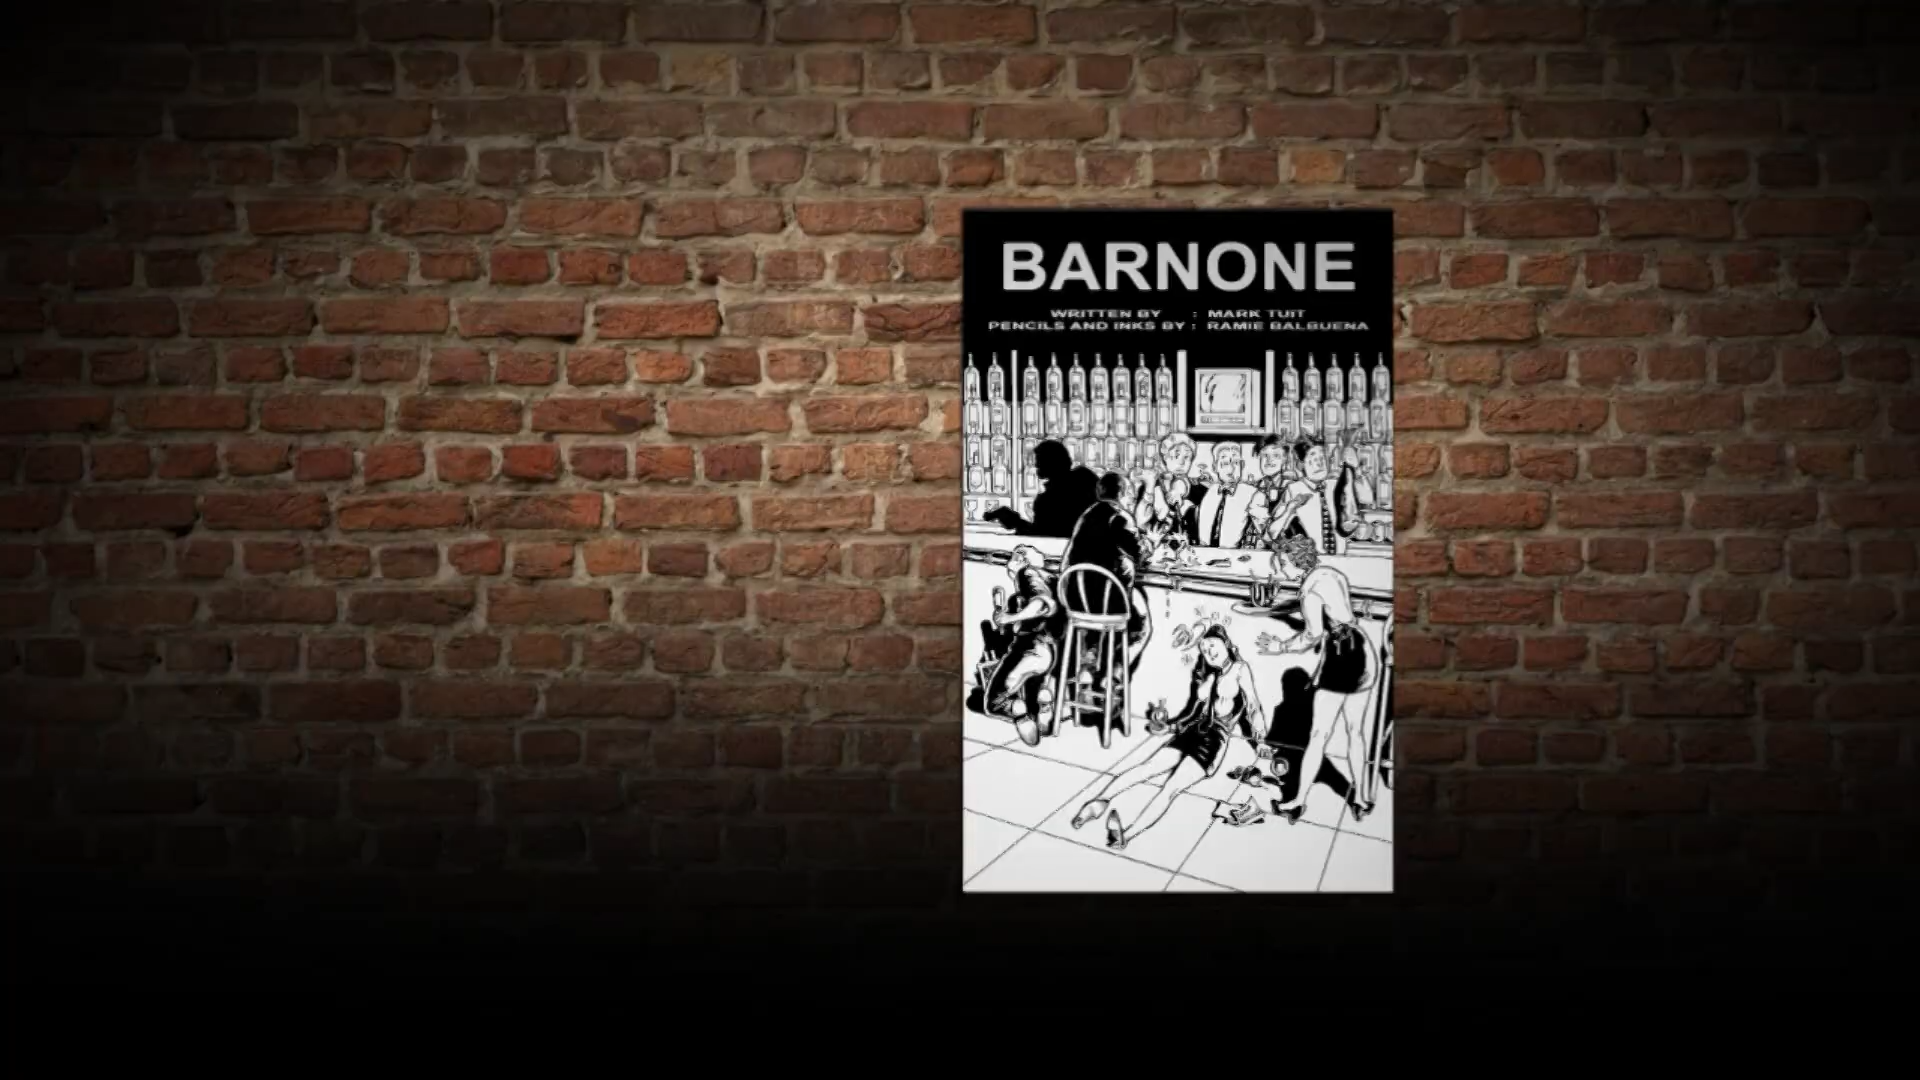 BARNONE
WRITTEN BY : MARK TUIT
PENCILS AND INKS BY : RAMIE BALBUENA